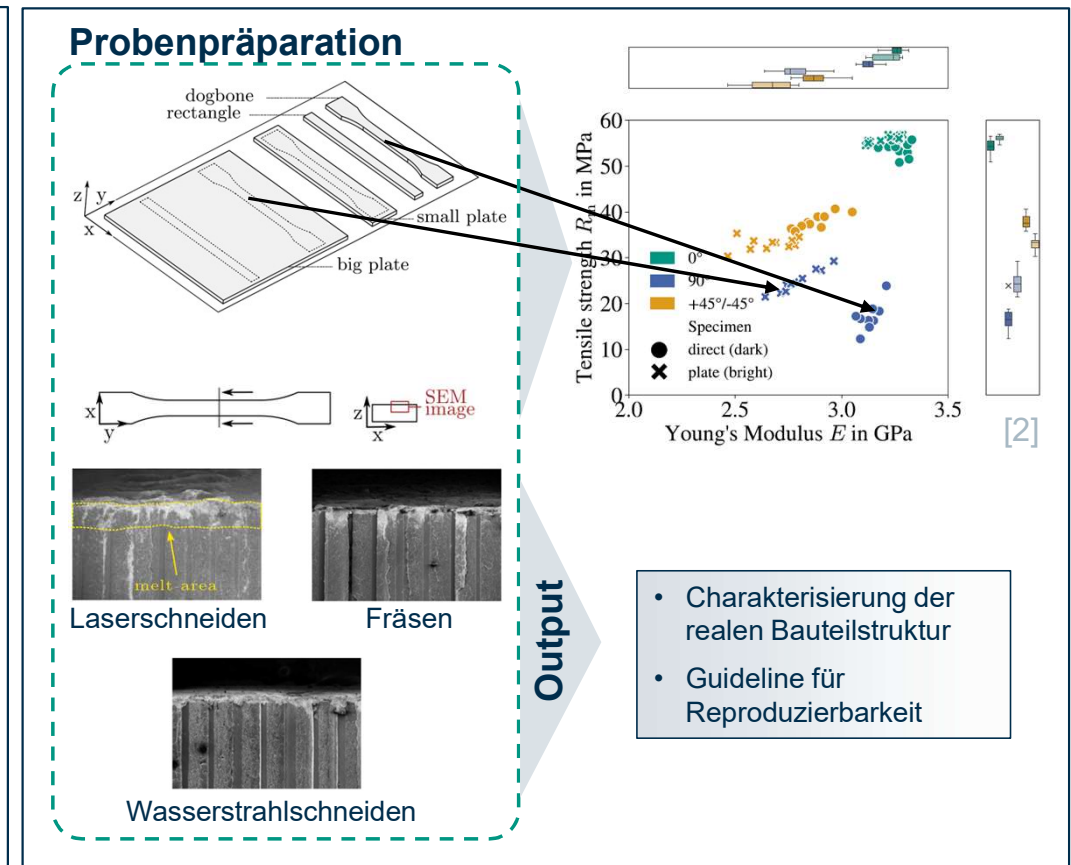 Probenpräparation
dogbone
rectangle
z
y
x
small plate
big plate
x
y
z
x
SEM
image
melt area
Laserschneiden
Fräsen
Wasserstrahlschneiden
Output
Tensile strength Rm in MPa
60
50
40
30
20
10
0
0°
90°
+45°/-45°
Specimen
direct (dark)
plate (bright)
2.0
2.5
3.0
3.5
Young's Modulus E in GPa
[2]
• Charakterisierung der
realen Bauteilstruktur
• Guideline für
Reproduzierbarkeit